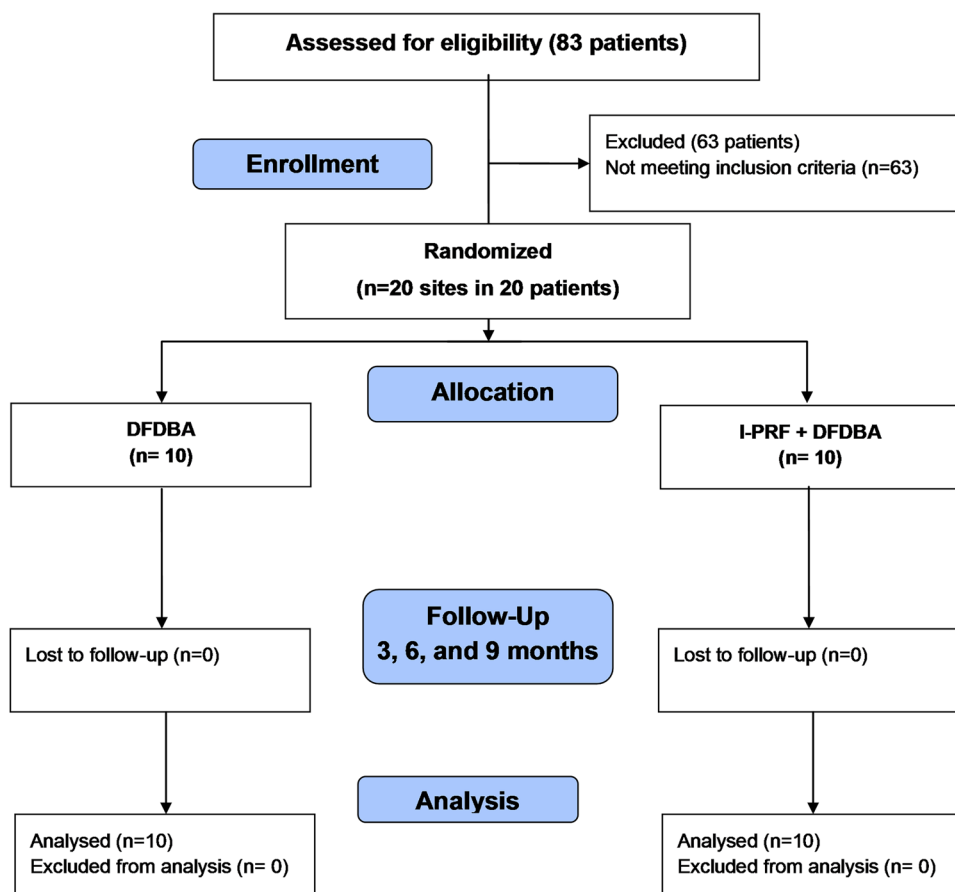 Assessed for eligibility (83 patients)
Enrollment
Excluded (63 patients)
Not meeting inclusion criteria (n=63)
Randomized
(n=20 sites in 20 patients)
Allocation
DFDBA
(n= 10)
I-PRF + DFDBA
(n= 10)
Follow-Up
3, 6, and 9 months
Lost to follow-up (n=0)
Lost to follow-up (n=0)
Analysis
Analysed (n=10)
Excluded from analysis (n= 0)
Analysed (n=10)
Excluded from analysis (n= 0)